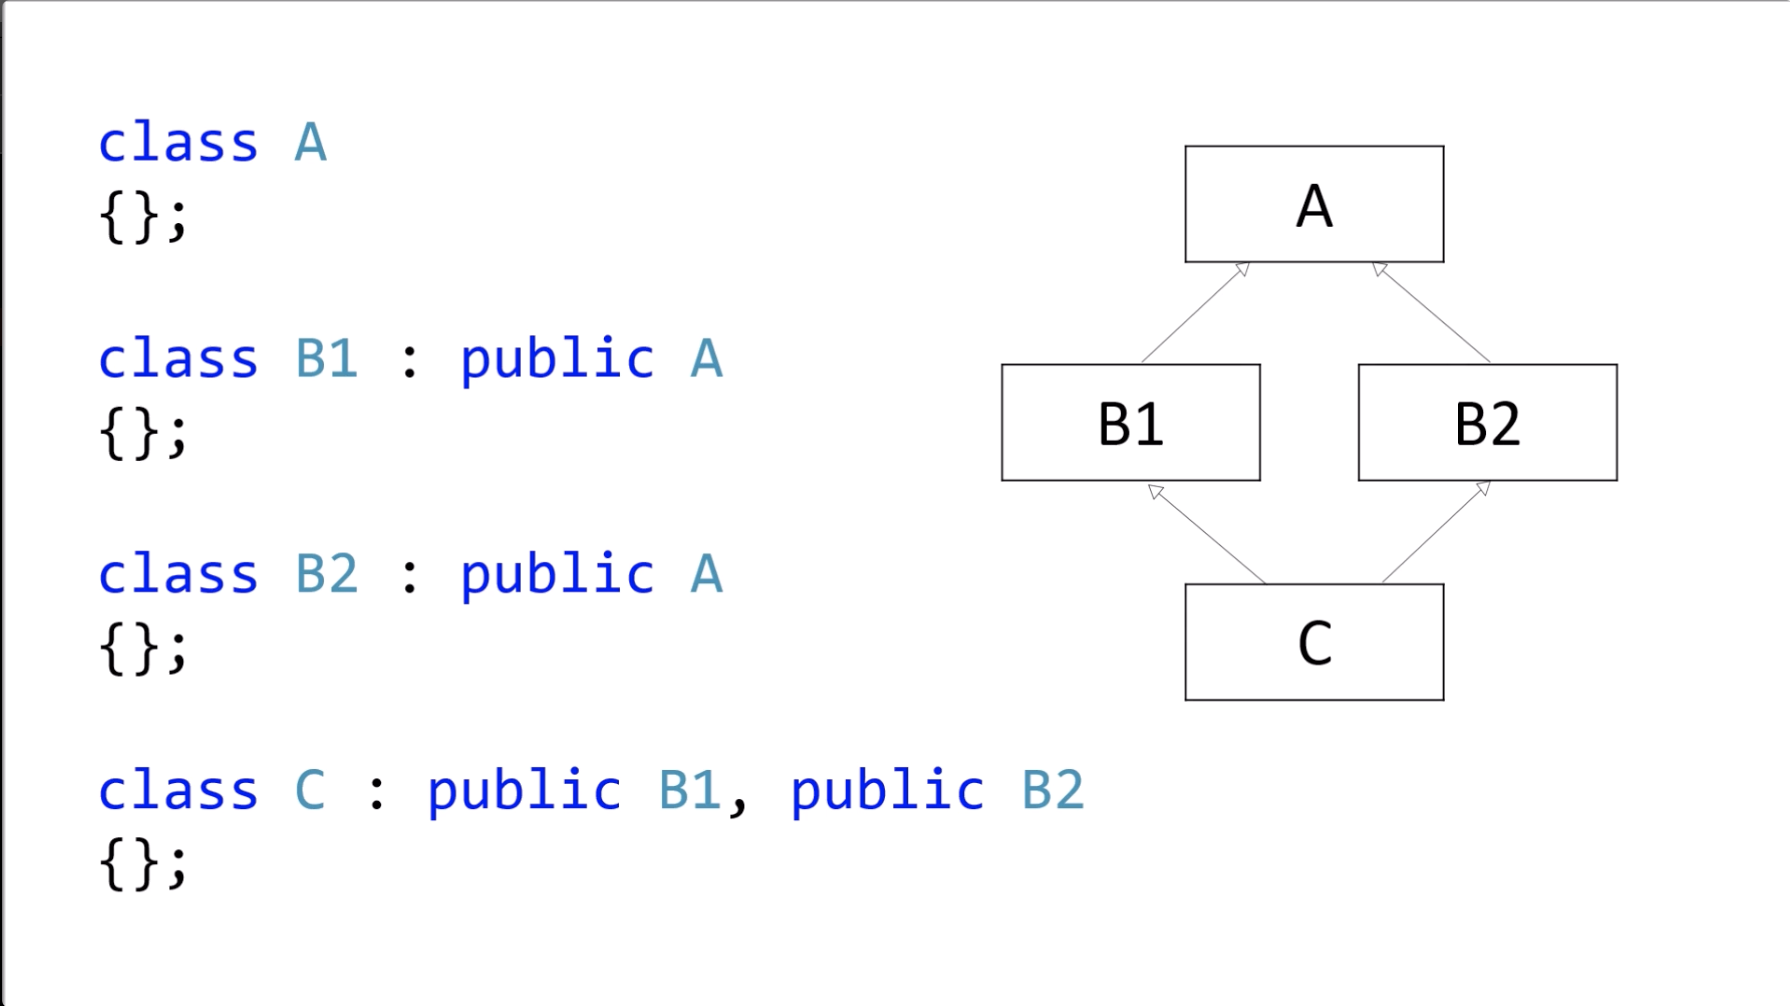 class A
{};
class B1 : public A
{};
class B2 : public A
{};
class C : public B1, public B2
{};
A
B1
B2
C